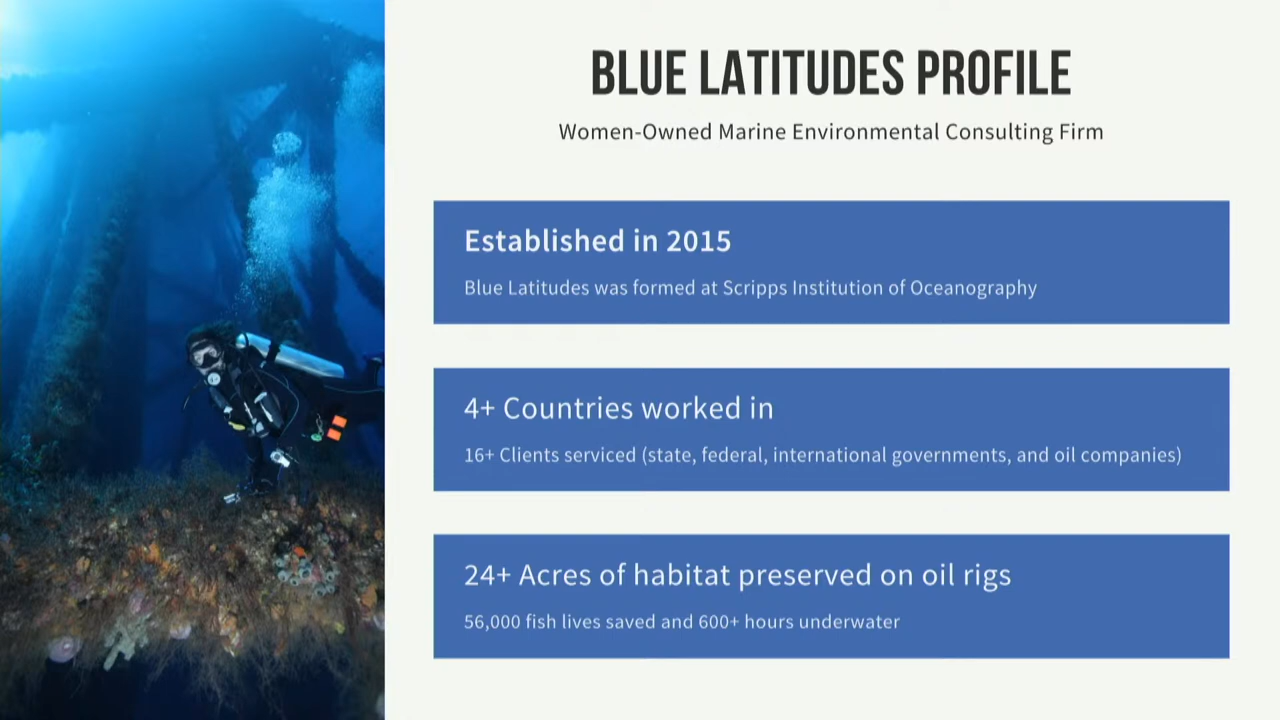 BLUE LATITUDES PROFILE
Women-Owned Marine Environmental Consulting Firm
Established in 2015
Blue Latitudes was formed at Scripps Institution of Oceanography
4+ Countries worked in
16+ Clients serviced (state, federal, international governments, and oil companies)
24+ Acres of habitat preserved on oil rigs
56,000 fish lives saved and 600+ hours underwater